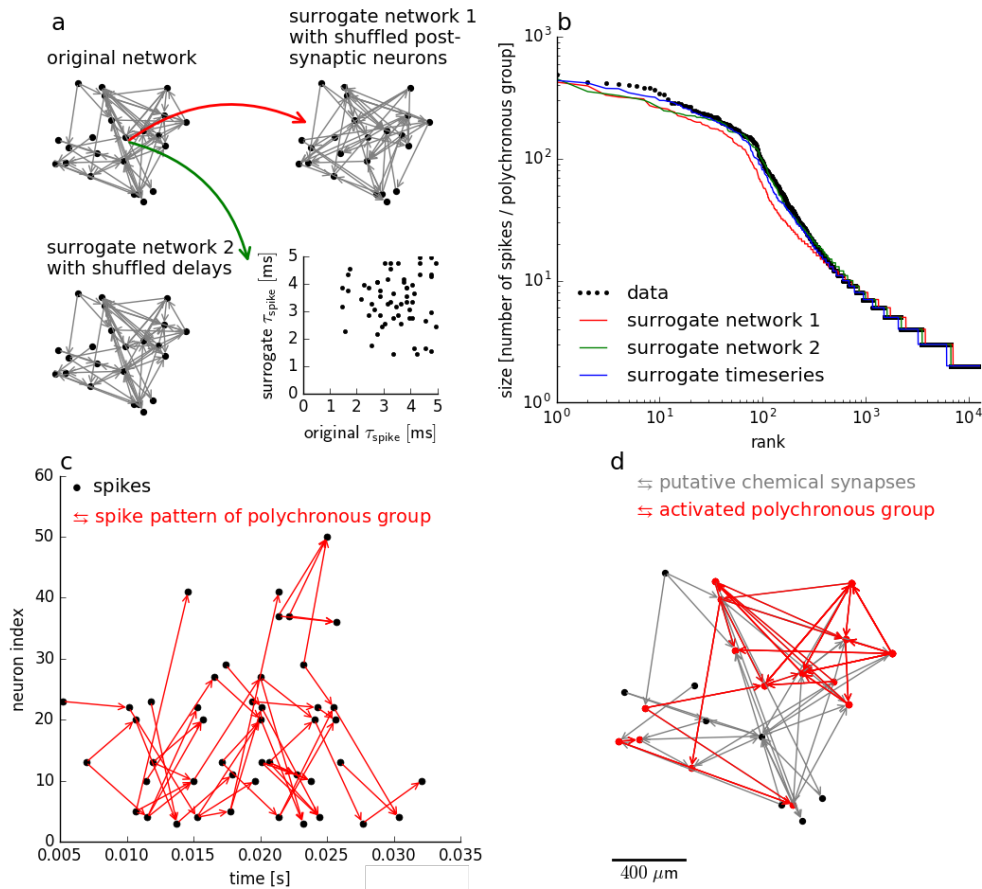 a
original network
surrogate network 1
with shuffled post-
synaptic neurons
surrogate network 2
with shuffled delays
surrogate τspike [ms]
5
4
3
2
1
0
0 1 2 3 4 5
original τspike [ms]
b
size [number of spikes / polychronous group]
10³
10²
10¹
10⁰
data
surrogate network 1
surrogate network 2
surrogate timeseries
10⁰ 10¹ 10² 10³ 10⁴
rank
c
neuron index
60
50
40
30
20
10
0
spikes
spike pattern of polychronous group
0.005 0.010 0.015 0.020 0.025 0.030 0.035
time [s]
d
putative chemical synapses
activated polychronous group
400 μm